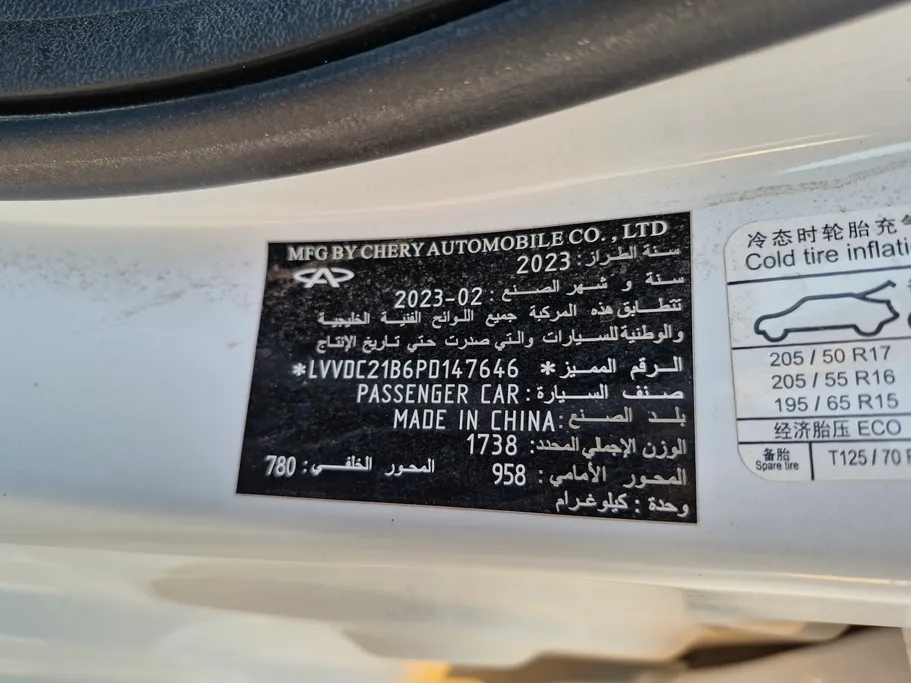 MFG BY CHERY AUTOMOBILE CO. , LTD
سنة الطراز: 2023
سنة و شهر الصنع : 2023-02
تتطابق هذه المركبة جميع اللوائح الفنية الخليجية
والوطنية للسيارات والتي صدرت حتي تاريخ الإنتاج
الرقم المميز: *LVVDC21B6PD147646*
صنف السيارة : PASSENGER CAR
بلد الصنع: MADE IN CHINA
الوزن الإجمالي المحدد: 1738
المحور الأمامي: 958 المحور الخلفي: 780
وحدة : كيلوغرام
冷态时轮胎充
Cold tire
205 / 50 R17
205 / 55 R16
195 / 65 R15
经济胎压 ECO
备胎
Spare tire
T125 / 70